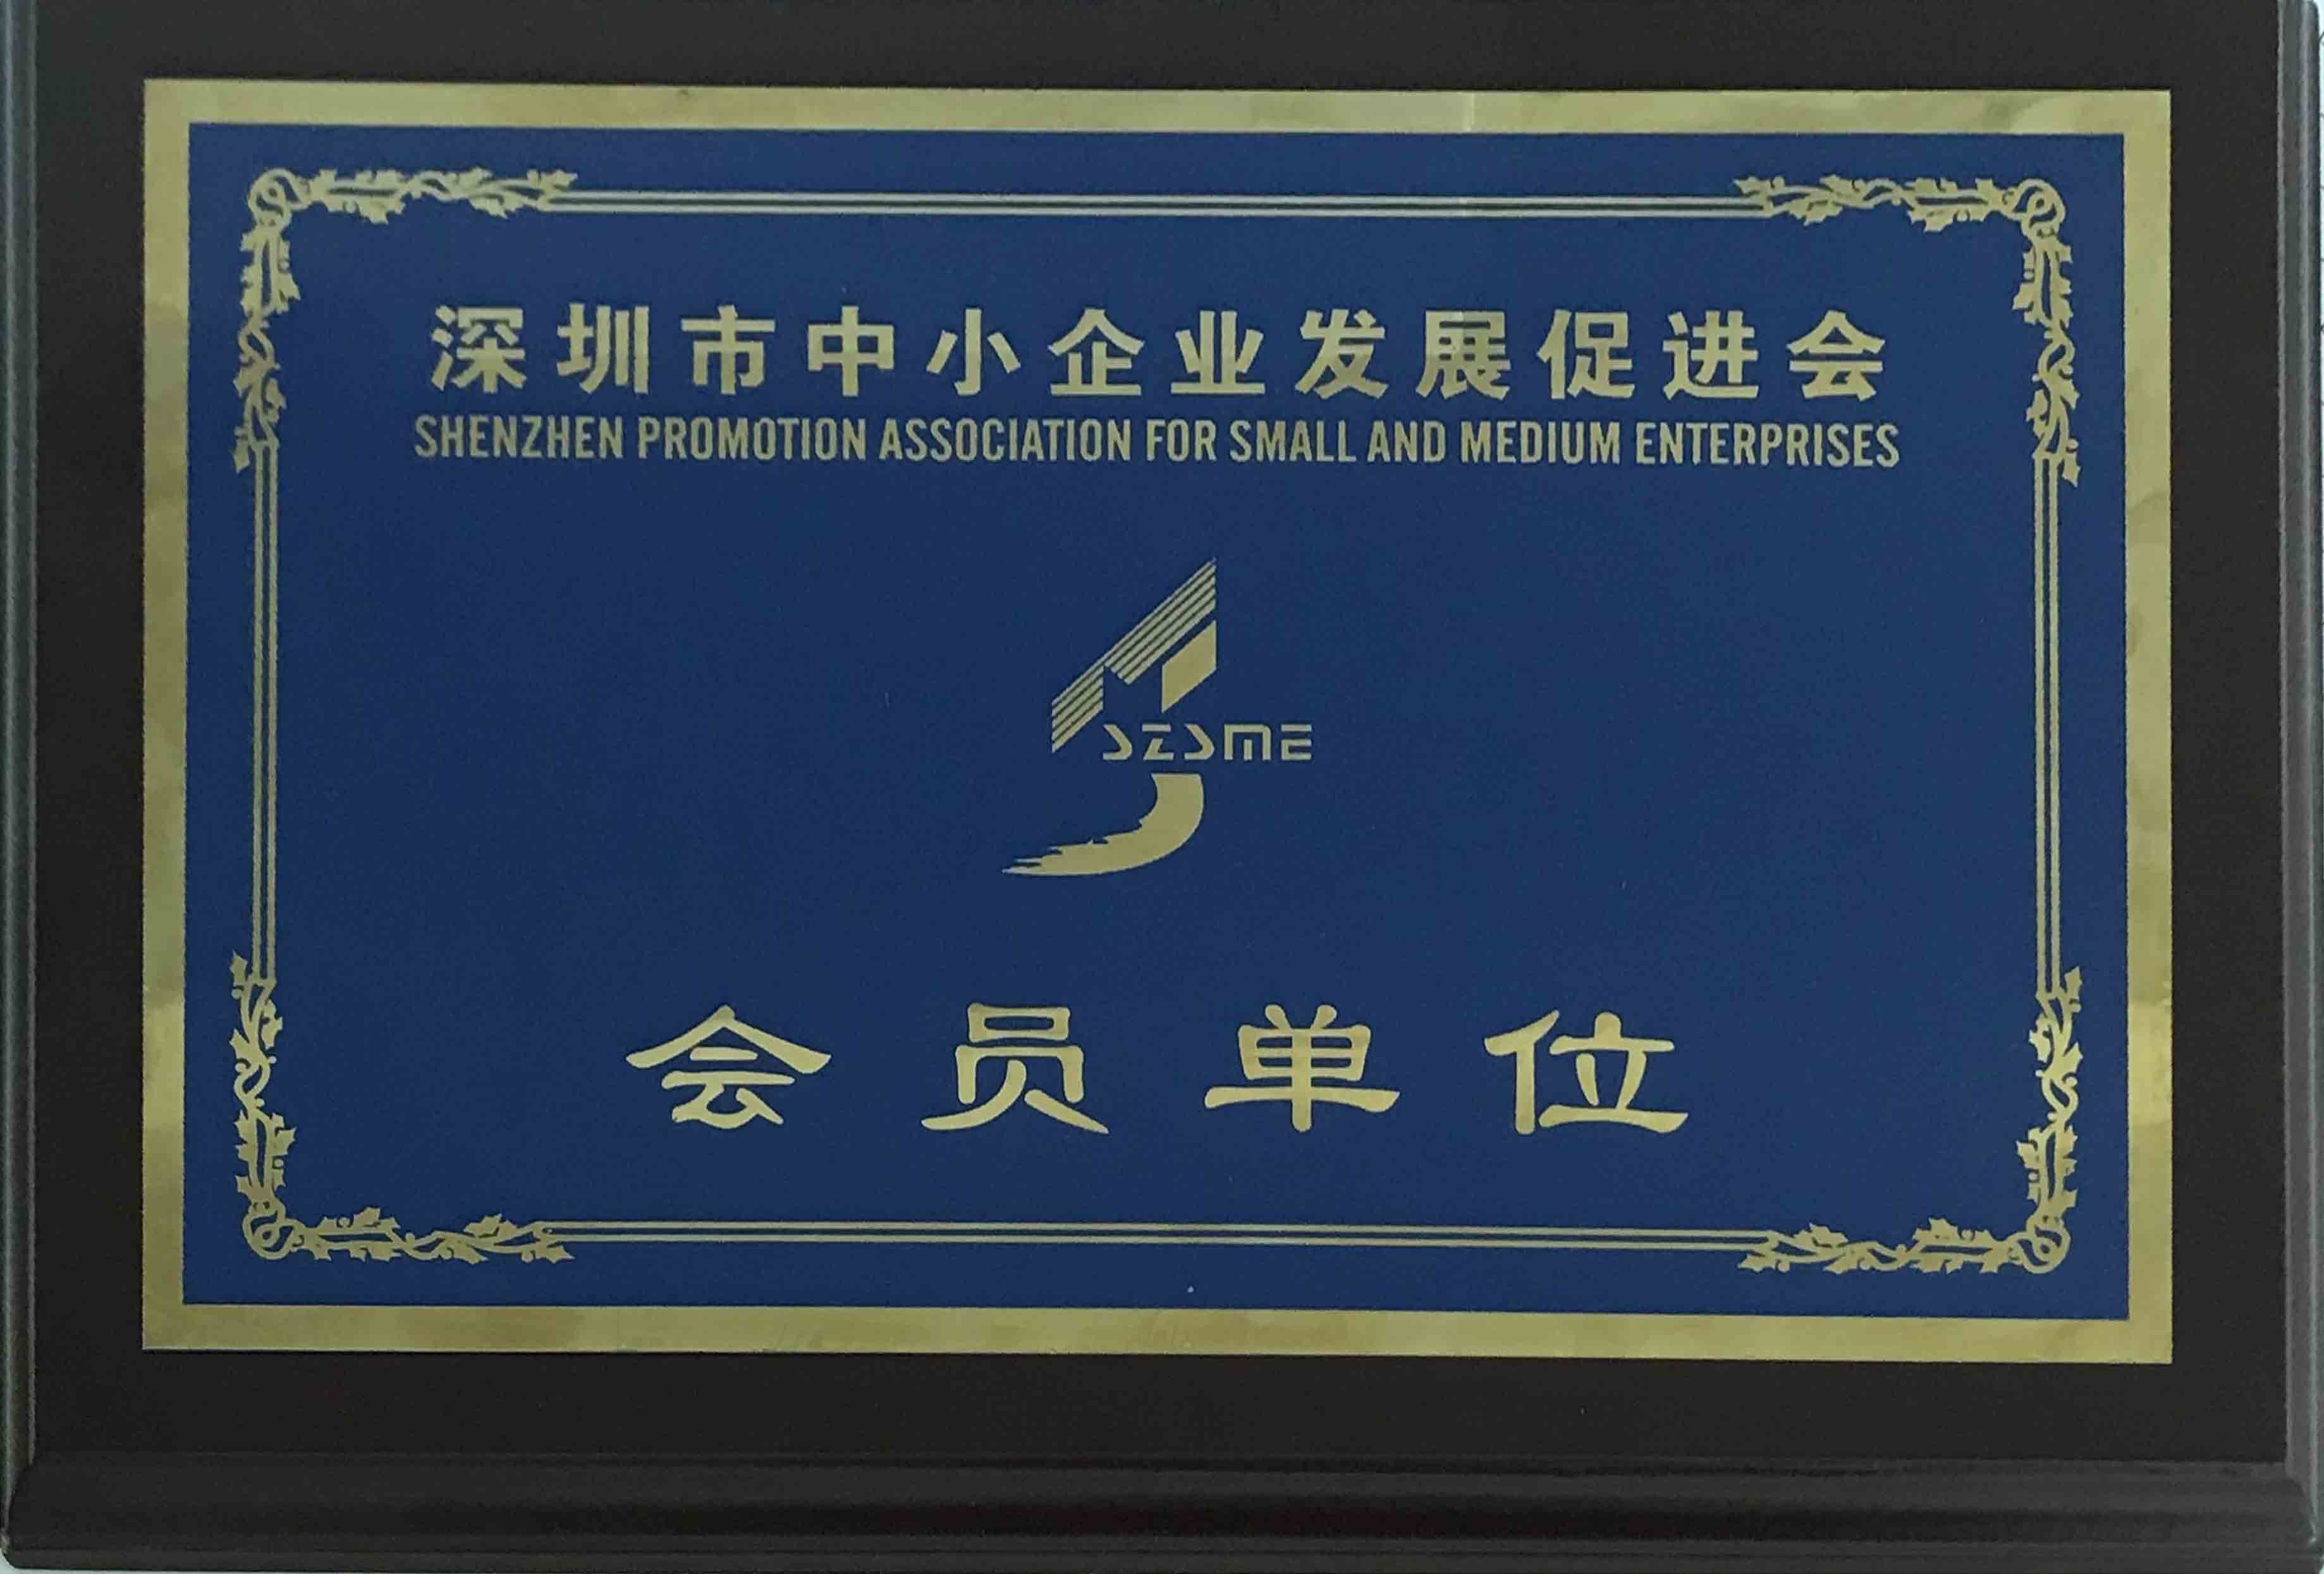 深圳市中小企业发展促进会
SHENZHEN PROMOTION ASSOCIATION FOR SMALL AND MEDIUM ENTERPRISES
SZSME
会员单位